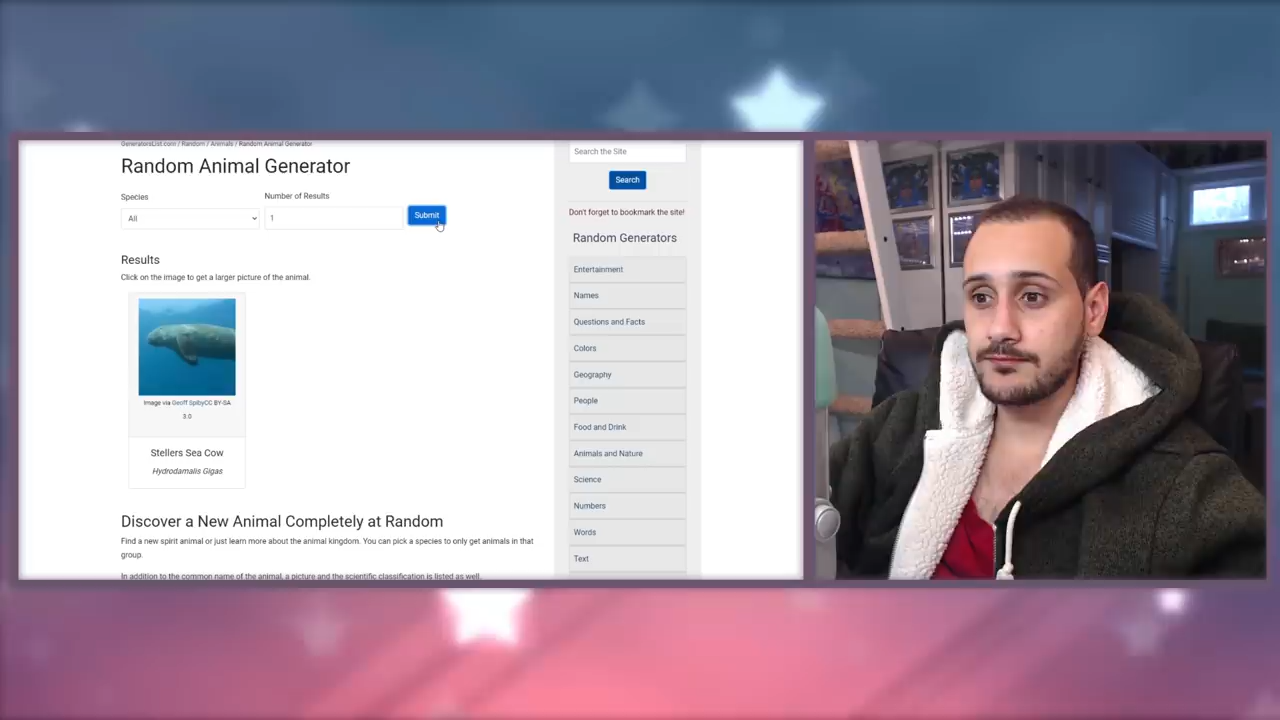 GeneratorsList.com / Random / Animals / Random Animal Generator
Random Animal Generator
Species
Number of Results
All
1
Submit
Results
Click on the image to get a larger picture of the animal.
Image via Geoff SpibyCC BY-SA
3.0
Stellers Sea Cow
Hydrodamalis Gigas
Discover a New Animal Completely at Random
Find a new spirit animal or just learn more about the animal kingdom. You can pick a species to only get animals in that
group.
In addition to the common name of the animal, a picture and the scientific classification is listed as well.
Search the Site
Search
Don't forget to bookmark the site!
Random Generators
Entertainment
Names
Questions and Facts
Colors
Geography
People
Food and Drink
Animals and Nature
Science
Numbers
Words
Text